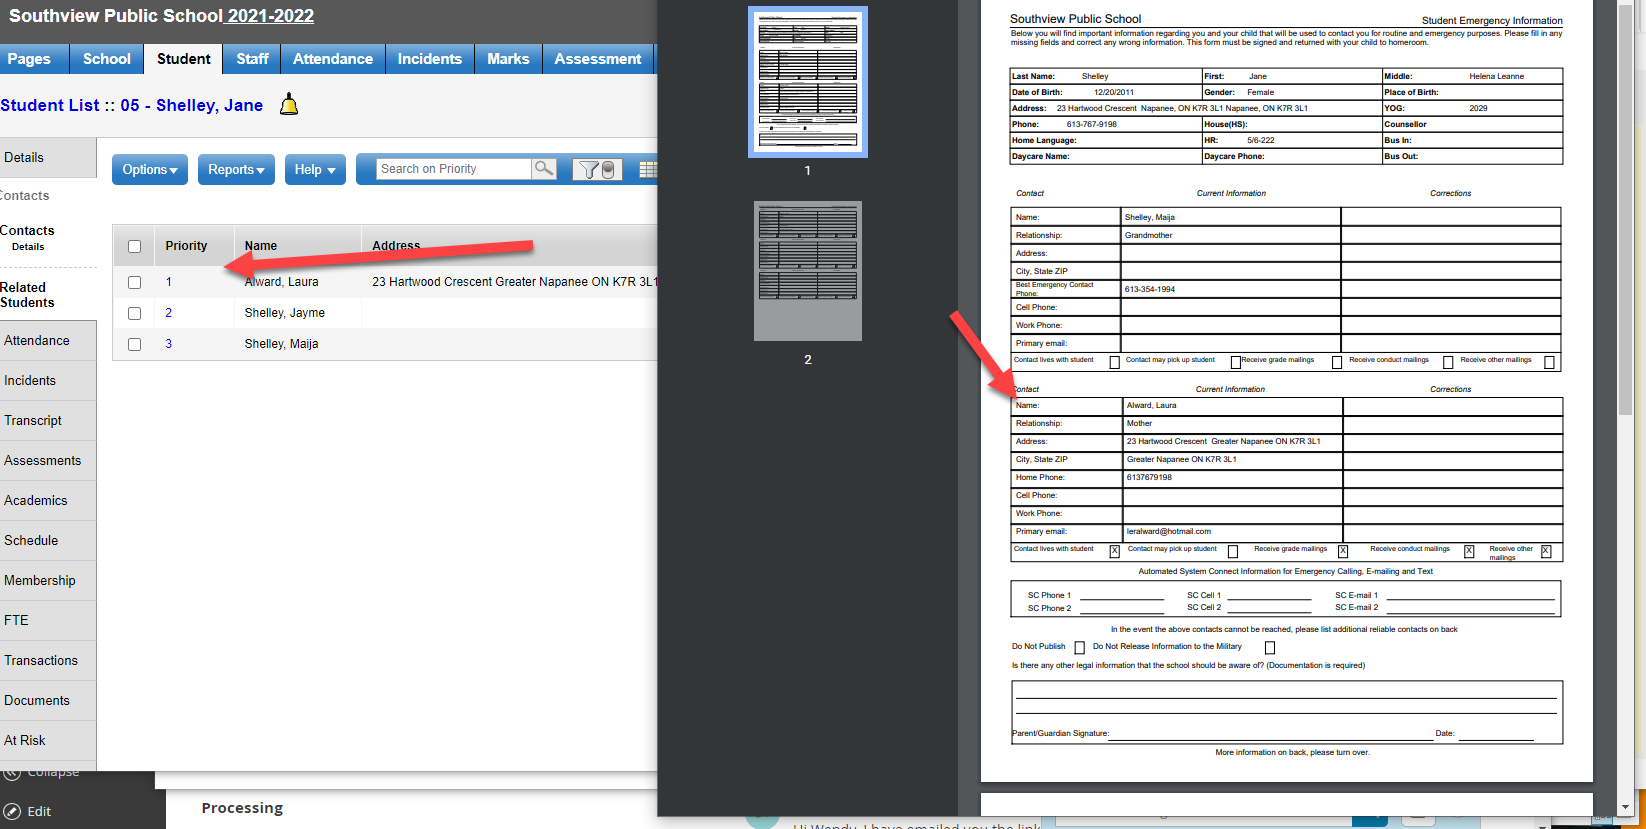 Southview Public School 2021-2022
Pages School Student Staff Attendance Incidents Marks Assessment
Student List :: 05 - Shelley, Jane
Details
Contacts
Contacts
Details
Related
Students
Attendance
Incidents
Transcript
Assessments
Academics
Schedule
Membership
FTE
Transactions
Documents
At Risk
Collapse
Edit
Options Reports Help Search on Priority
Priority Name Address
1 Alward, Laura 23 Hartwood Crescent Greater Napanee ON K7R 3L1
2 Shelley, Jayme
3 Shelley, Maija
Processing
1
2
Southview Public School Student Emergency Information
Below you will find important information regarding you and your child that will be used to contact you for routine and emergency purposes. Please fill in any
missing fields and correct any wrong information. This form must be signed and returned with your child to homeroom.
Last Name: Shelley First: Jane Middle: Helena Leanne
Date of Birth: 12/20/2011 Gender: Female Place of Birth:
Address: 23 Hartwood Crescent Napanee, ON K7R 3L1 Napanee, ON K7R 3L1 YOG: 2029
Phone: 613-767-9198 House(HS): Counsellor
Home Language: HR: 5/6-222 Bus In:
Daycare Name: Daycare Phone: Bus Out:
Contact Current Information Corrections
Name: Shelley, Maija
Relationship: Grandmother
Address:
City, State ZIP
Best Emergency Contact
Phone: 613-354-1994
Cell Phone:
Work Phone:
Primary email:
Contact lives with student Contact may pick up student Receive grade mailings Receive conduct mailings Receive other mailings
Contact Current Information Corrections
Name: Alward, Laura
Relationship: Mother
Address: 23 Hartwood Crescent Greater Napanee ON K7R 3L1
City, State ZIP Greater Napanee ON K7R 3L1
Home Phone: 6137679198
Cell Phone:
Work Phone:
Primary email: leralward@hotmail.com
Contact lives with student X Contact may pick up student Receive grade mailings X Receive conduct mailings X Receive other
mailings X
Automated System Connect Information for Emergency Calling, E-mailing and Text
SC Phone 1 SC Cell 1 SC E-mail 1
SC Phone 2 SC Cell 2 SC E-mail 2
In the event the above contacts cannot be reached, please list additional reliable contacts on back
Do Not Publish Do Not Release Information to the Military
Is there any other legal information that the school should be aware of? (Documentation is required)
Parent/Guardian Signature: Date:
More information on back, please turn over.
Hi Wendy, I have emailed you the link